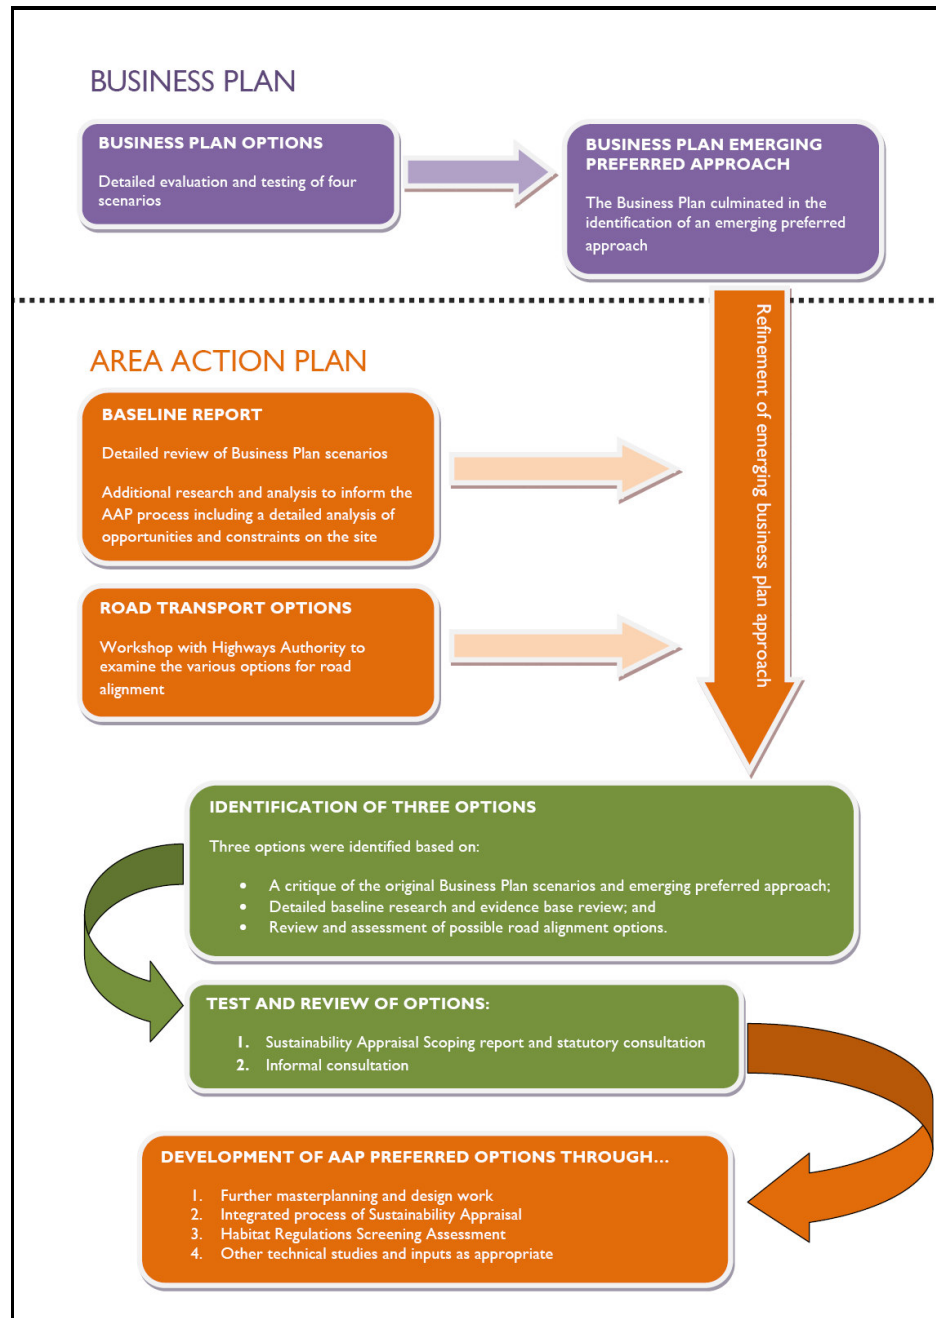 BUSINESS PLAN
BUSINESS PLAN OPTIONS
Detailed evaluation and testing of four
scenarios
BUSINESS PLAN EMERGING
PREFERRED APPROACH
The Business Plan culminated in the
identification of an emerging preferred
approach
Refinement of emerging business plan approach
AREA ACTION PLAN
BASELINE REPORT
Detailed review of Business Plan scenarios
Additional research and analysis to inform the
AAP process including a detailed analysis of
opportunities and constraints on the site
ROAD TRANSPORT OPTIONS
Workshop with Highways Authority to
examine the various options for road
alignment
IDENTIFICATION OF THREE OPTIONS
Three options were identified based on:
• A critique of the original Business Plan scenarios and emerging preferred approach;
• Detailed baseline research and evidence base review; and
• Review and assessment of possible road alignment options.
TEST AND REVIEW OF OPTIONS:
1. Sustainability Appraisal Scoping report and statutory consultation
2. Informal consultation
DEVELOPMENT OF AAP PREFERRED OPTIONS THROUGH...
1. Further masterplanning and design work
2. Integrated process of Sustainability Appraisal
3. Habitat Regulations Screening Assessment
4. Other technical studies and inputs as appropriate